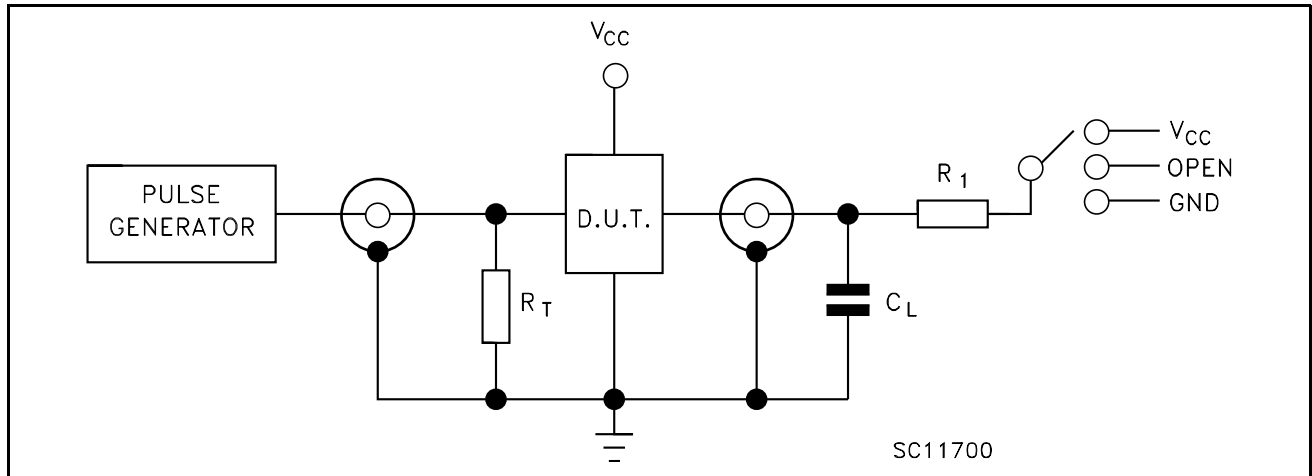 VCC
PULSE
GENERATOR
D.U.T.
RT
CL
R1
VCC
OPEN
GND
SC11700